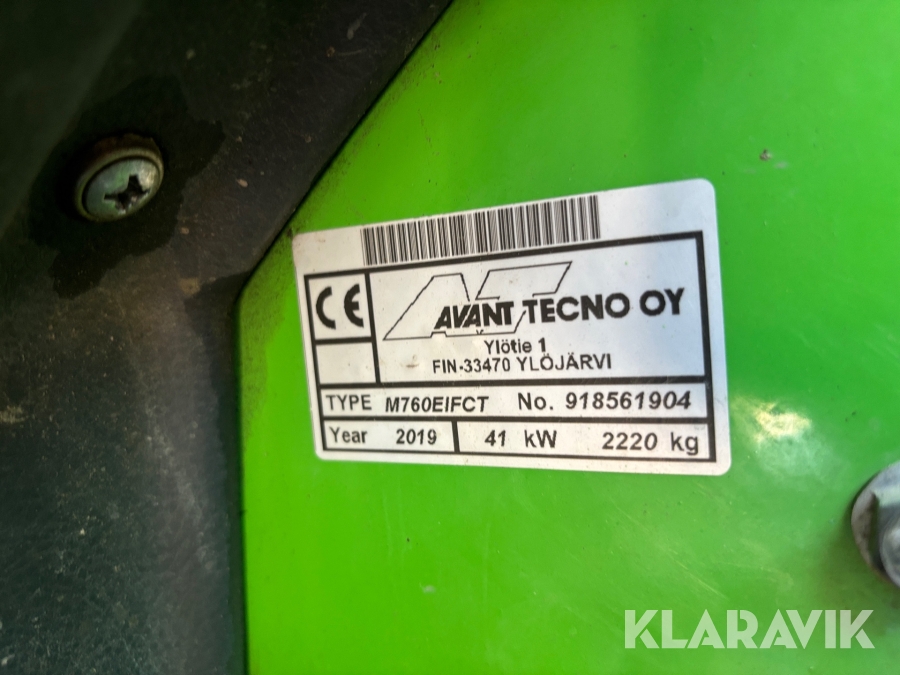 CE
AVANT TECNO OY
Ylötie 1
FIN-33470 YLÖJÄRVI
TYPE M760EIFCT No. 918561904
Year 2019 41 kW 2220 kg
KLARAVIK